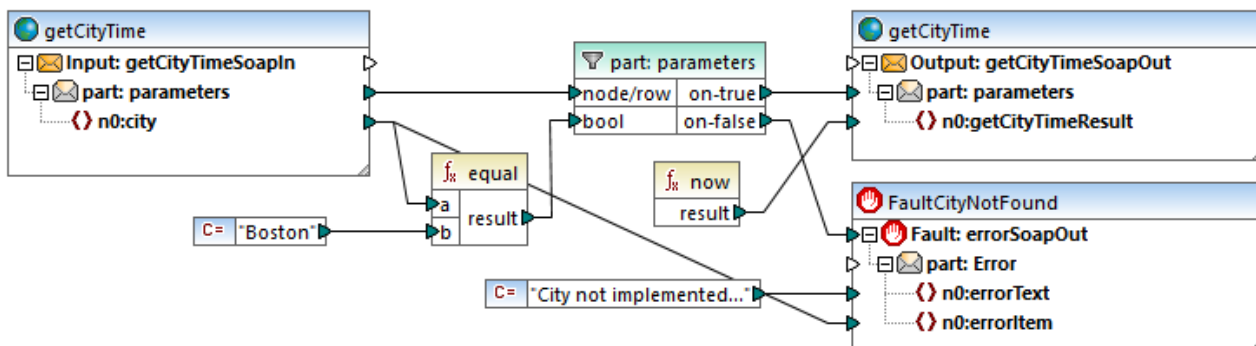 getCityTime
Input: getCityTimeSoapIn
part: parameters
n0:city
fx equal
a
b
result
C= "Boston"
part: parameters
node/row on-true
bool on-false
fx now
result
C= "City not implemented..."
getCityTime
Output: getCityTimeSoapOut
part: parameters
n0:getCityTimeResult
FaultCityNotFound
Fault: errorSoapOut
part: Error
n0:errorText
n0:errorItem